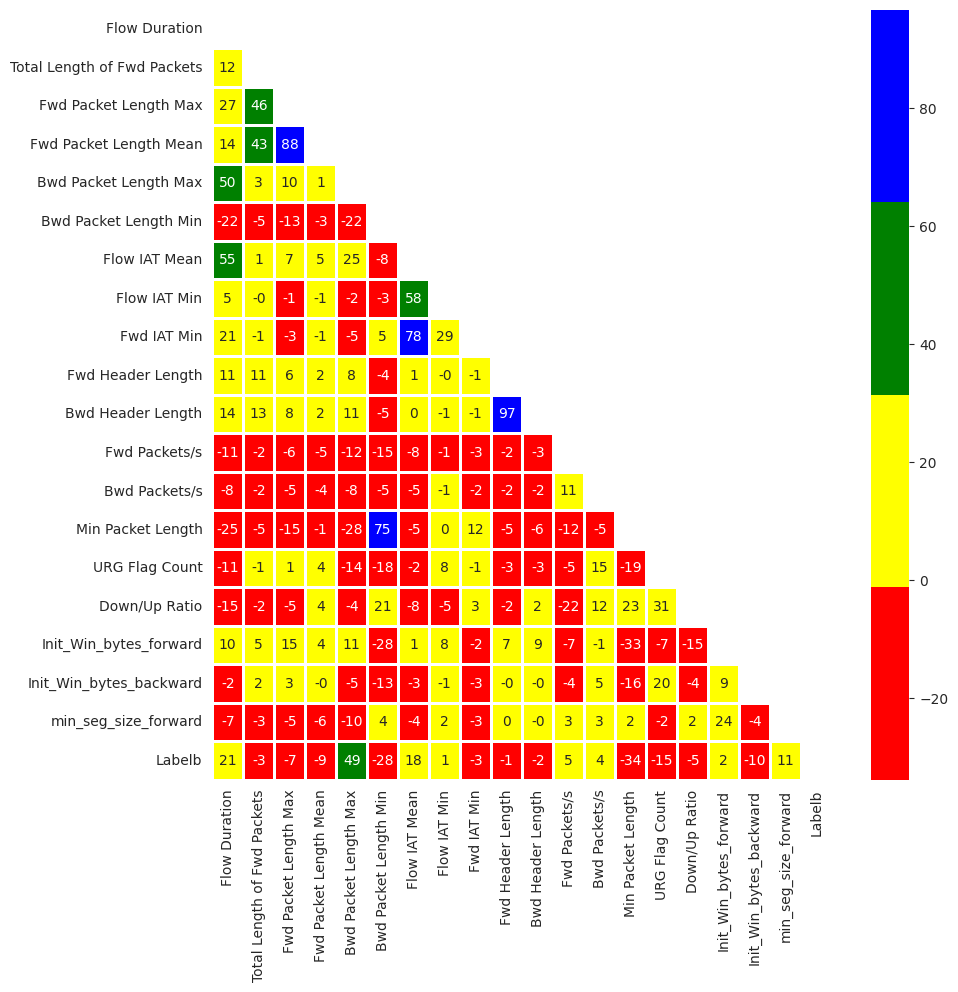 Flow Duration
Total Length of Fwd Packets 12
Fwd Packet Length Max 27 46
Fwd Packet Length Mean 14 43 88
Bwd Packet Length Max 50 3 10 1
Bwd Packet Length Min -22 -5 -13 -3 -22
Flow IAT Mean 55 1 7 5 25 -8
Flow IAT Min 5 -0 -1 -1 -2 -3 58
Fwd IAT Min 21 -1 -3 -1 -5 5 78 29
Fwd Header Length 11 11 6 2 8 -4 1 -0 -1
Bwd Header Length 14 13 8 2 11 -5 0 -1 -1 97
Fwd Packets/s -11 -2 -6 -5 -12 -15 -8 -1 -3 -2 -3
Bwd Packets/s -8 -2 -5 -4 -8 -5 -5 -1 -2 -2 -2 11
Min Packet Length -25 -5 -15 -1 -28 75 -5 0 12 -5 -6 -12 -5
URG Flag Count -11 -1 1 4 -14 -18 -2 8 -1 -3 -3 -5 15 -19
Down/Up Ratio -15 -2 -5 4 -4 21 -8 -5 3 -2 2 -22 12 23 31
Init_Win_bytes_forward 10 5 15 4 11 -28 1 8 -2 7 9 -7 -1 -33 -7 -15
Init_Win_bytes_backward -2 2 3 -0 -5 -13 -3 -1 -3 -0 -0 -4 5 -16 20 -4 9
min_seg_size_forward -7 -3 -5 -6 -10 4 -4 2 -3 0 -0 3 3 2 -2 2 24 -4
Labelb 21 -3 -7 -9 49 -28 18 1 -3 -1 -2 5 4 -34 -15 -5 2 -10 11
Flow Duration
Total Length of Fwd Packets
Fwd Packet Length Max
Fwd Packet Length Mean
Bwd Packet Length Max
Bwd Packet Length Min
Flow IAT Mean
Flow IAT Min
Fwd IAT Min
Fwd Header Length
Bwd Header Length
Fwd Packets/s
Bwd Packets/s
Min Packet Length
URG Flag Count
Down/Up Ratio
Init_Win_bytes_forward
Init_Win_bytes_backward
min_seg_size_forward
Labelb
80
60
40
20
0
−20